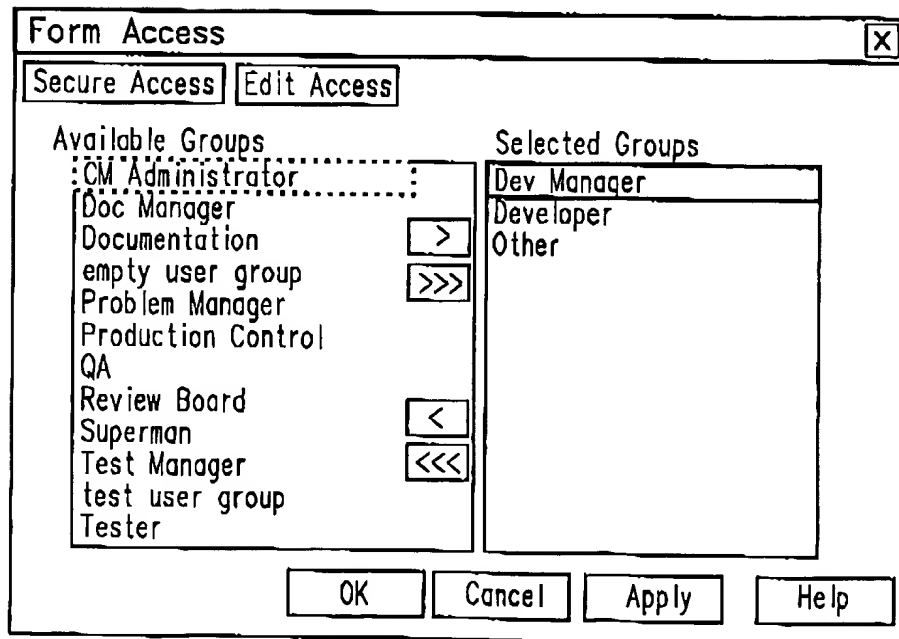 Form Access
X
Secure Access Edit Access
Available Groups
CM Administrator
Doc Manager
Documentation
empty user group
Problem Manager
Production Control
QA
Review Board
Superman
Test Manager
test user group
Tester
>
>>>
<
<<<
Selected Groups
Dev Manager
Developer
Other
OK Cancel Apply Help